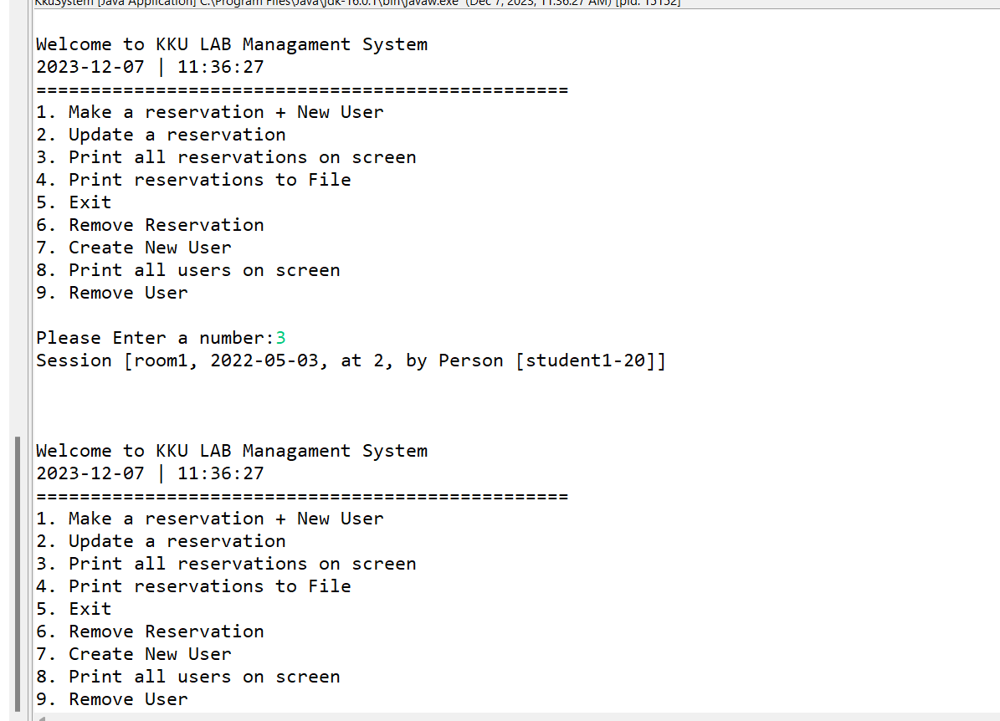 KkuSystem [Java Application] C:\Program Files\Java\jdk-16.0.1\bin\javaw.exe (Dec 7, 2023, 11:36:27 AM) [pid: 15152]
Welcome to KKU LAB Managament System
2023-12-07 | 11:36:27
=================================================
1. Make a reservation + New User
2. Update a reservation
3. Print all reservations on screen
4. Print reservations to File
5. Exit
6. Remove Reservation
7. Create New User
8. Print all users on screen
9. Remove User
Please Enter a number:3
Session [room1, 2022-05-03, at 2, by Person [student1-20]]
Welcome to KKU LAB Managament System
2023-12-07 | 11:36:27
=================================================
1. Make a reservation + New User
2. Update a reservation
3. Print all reservations on screen
4. Print reservations to File
5. Exit
6. Remove Reservation
7. Create New User
8. Print all users on screen
9. Remove User